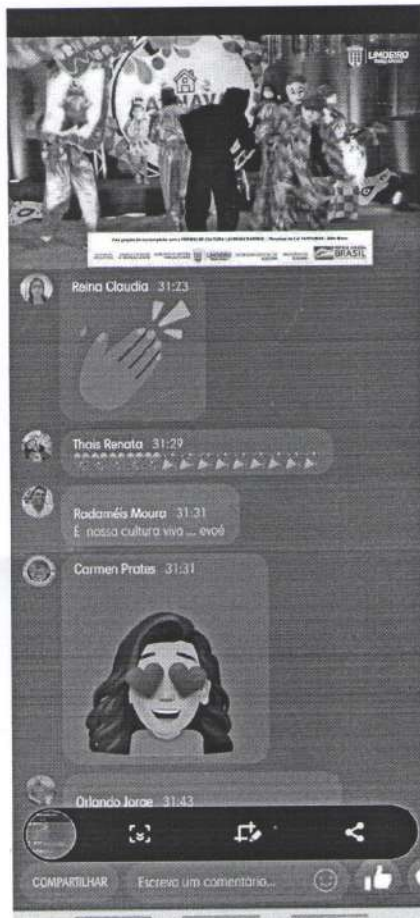 LIMOEIRO
CARNAVAL
BRASIL
Reina Claudia 31:23
Thais Renata 31:29
Radaméis Moura 31:31
É nossa cultura viva ... evoé
Carmen Prates 31:31
Orlando Jorge 31:43
COMPARTILHAR Escreva um comentário...